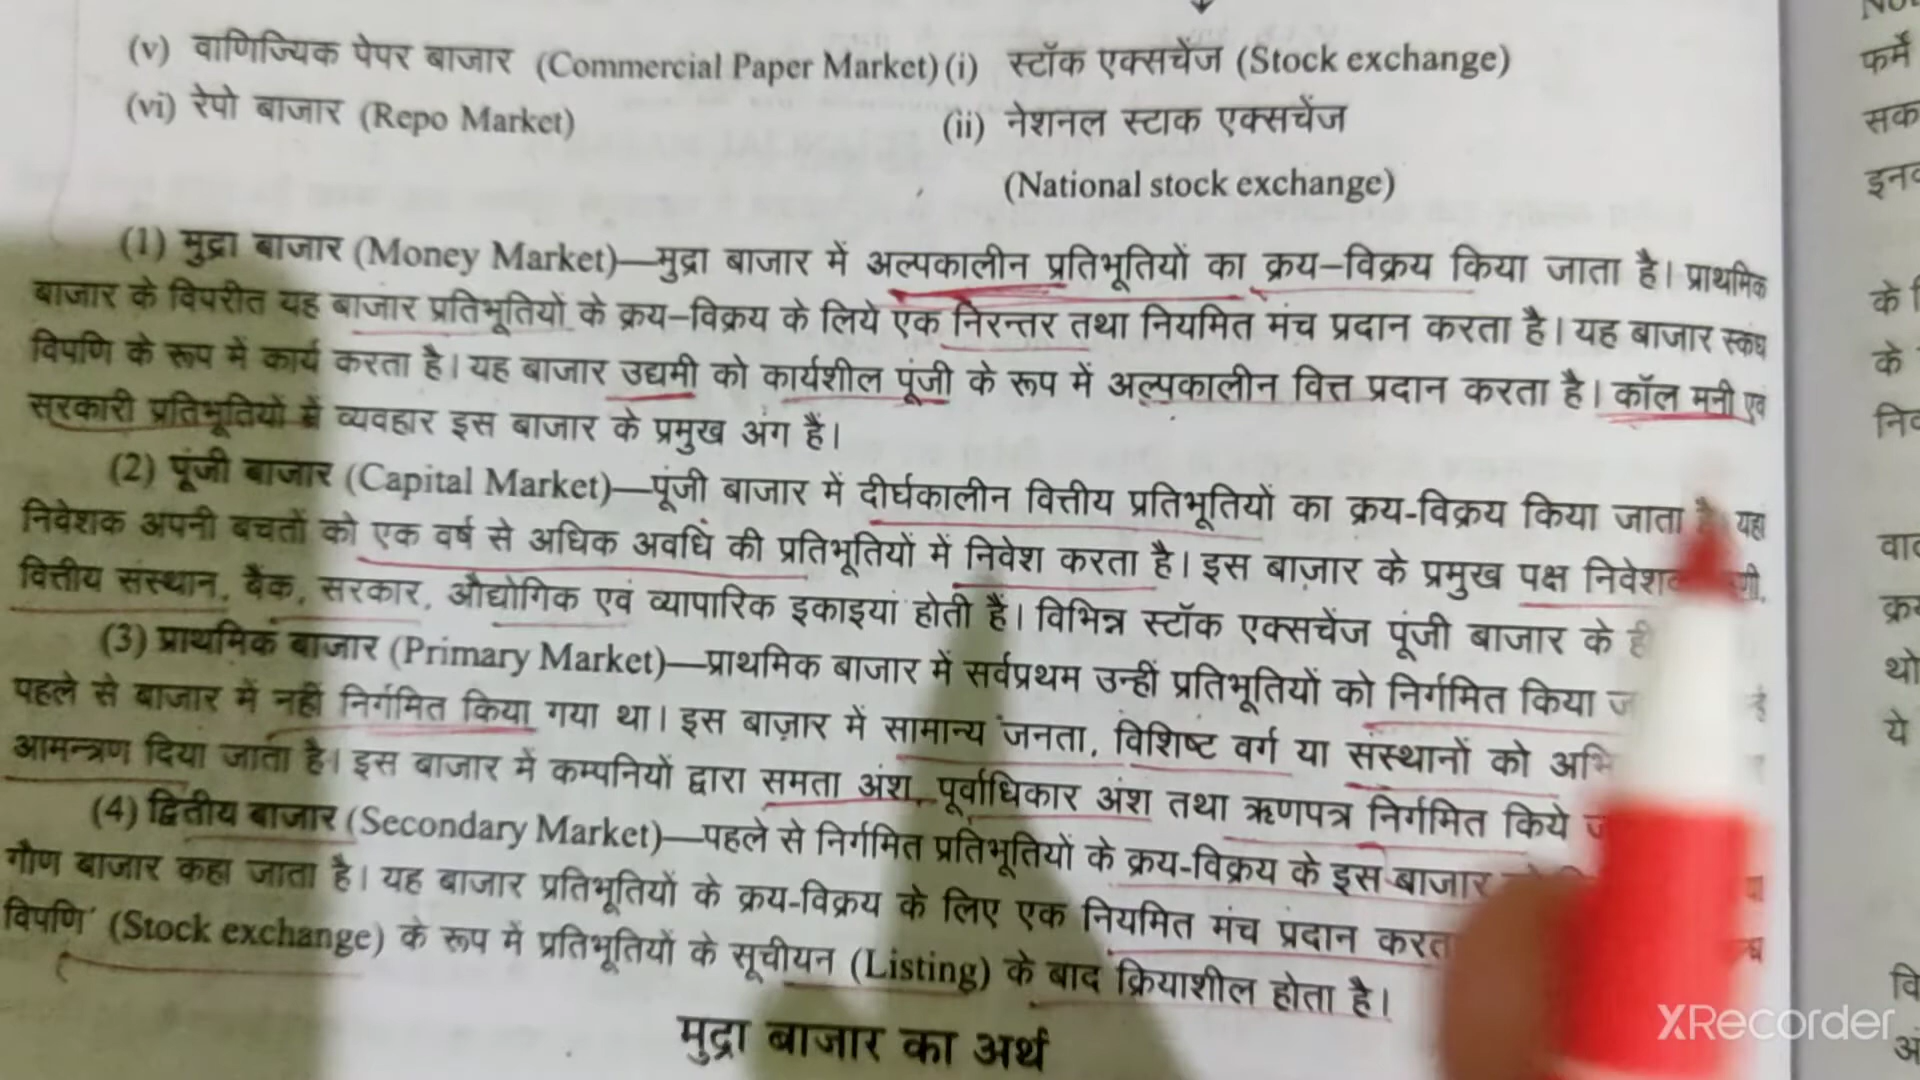 (v) वाणिज्यिक पेपर बाजार (Commercial Paper Market) (i) स्टॉक एक्सचेंज (Stock exchange)
(vi) रेपो बाजार (Repo Market) (ii) नेशनल स्टाक एक्सचेंज
(National stock exchange)
(1) मुद्रा बाजार (Money Market)—मुद्रा बाजार में अल्पकालीन प्रतिभूतियों का क्रय–विक्रय किया जाता है। प्राथमिक
बाजार के विपरीत यह बाजार प्रतिभूतियों के क्रय–विक्रय के लिये एक निरन्तर तथा नियमित मंच प्रदान करता है। यह बाजार स्कंध
विपणि के रूप में कार्य करता है। यह बाजार उद्यमी को कार्यशील पूंजी के रूप में अल्पकालीन वित्त प्रदान करता है। कॉल मनी एवं
सरकारी प्रतिभूतियों में व्यवहार इस बाजार के प्रमुख अंग हैं।
(2) पूंजी बाजार (Capital Market)—पूंजी बाजार में दीर्घकालीन वित्तीय प्रतिभूतियों का क्रय-विक्रय किया जाता यहा
निवेशक अपनी बचतों को एक वर्ष से अधिक अवधि की प्रतिभूतियों में निवेश करता है। इस बाज़ार के प्रमुख पक्ष
वित्तीय संस्थान, बैंक, सरकार, औद्योगिक एवं व्यापारिक इकाइयां होती हैं। विभिन्न स्टॉक एक्सचेंज पूंजी बाजार के
(3) प्राथमिक बाजार (Primary Market)—प्राथमिक बाजार में सर्वप्रथम उन्हीं प्रतिभूतियों को निर्गमित किया
पहले से बाजार में नहीं निर्गमित किया गया था। इस बाज़ार में सामान्य जनता, विशिष्ट वर्ग या संस्थानों को
आमन्त्रण दिया जाता है। इस बाजार में कम्पनियों द्वारा समता अंश, पूर्वाधिकार अंश तथा ऋणपत्र निर्गमित किये
(4) द्वितीय बाजार (Secondary Market)—पहले से निर्गमित प्रतिभूतियों के क्रय-विक्रय के इस बाजार
गौण बाजार कहा जाता है। यह बाजार प्रतिभूतियों के क्रय-विक्रय के लिए एक नियमित मंच प्रदान
विपणि' (Stock exchange) के रूप में प्रतिभूतियों के सूचीयन (Listing) के बाद क्रियाशील होता है।
मुद्रा बाजार का अर्थ
फर्में
के
ये
XRecorder